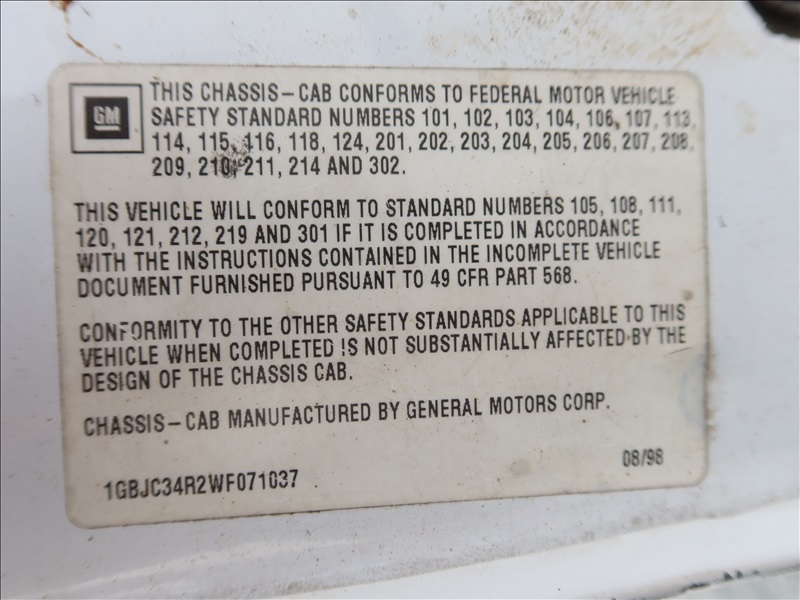 GM
THIS CHASSIS-CAB CONFORMS TO FEDERAL MOTOR VEHICLE
SAFETY STANDARD NUMBERS 101, 102, 103, 104, 106, 107, 113,
114, 115, 116, 118, 124, 201, 202, 203, 204, 205, 206, 207, 208,
209, 210, 211, 214 AND 302.
THIS VEHICLE WILL CONFORM TO STANDARD NUMBERS 105, 108, 111,
120, 121, 212, 219 AND 301 IF IT IS COMPLETED IN ACCORDANCE
WITH THE INSTRUCTIONS CONTAINED IN THE INCOMPLETE VEHICLE
DOCUMENT FURNISHED PURSUANT TO 49 CFR PART 568.
CONFORMITY TO THE OTHER SAFETY STANDARDS APPLICABLE TO THIS
VEHICLE WHEN COMPLETED IS NOT SUBSTANTIALLY AFFECTED BY THE
DESIGN OF THE CHASSIS CAB.
CHASSIS-CAB MANUFACTURED BY GENERAL MOTORS CORP.
1GBJC34R2WF071037
08/98